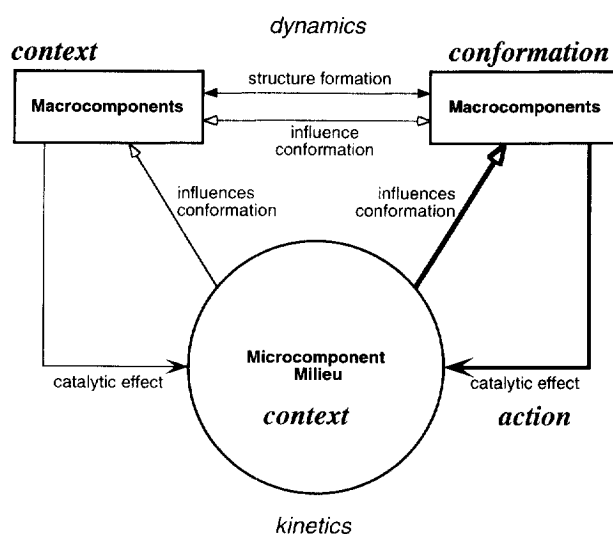 dynamics
context
conformation
Macrocomponents
structure formation
Macrocomponents
influence
conformation
influences
conformation
influences
conformation
Microcomponent
Milieu
context
catalytic effect
catalytic effect
action
kinetics